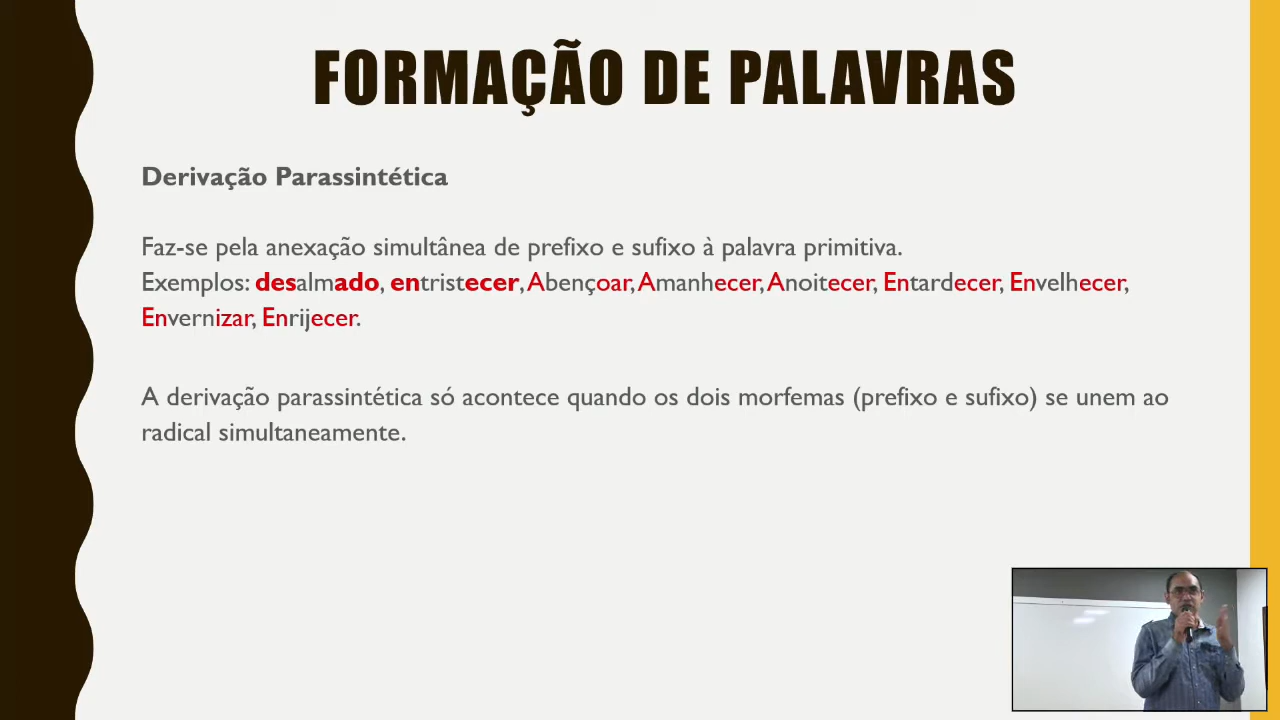 FORMAÇÃO DE PALAVRAS
Derivação Parassintética
Faz-se pela anexação simultânea de prefixo e sufixo à palavra primitiva.
Exemplos: desalmado, entristecer, Abençoar, Amanhecer, Anoitecer, Entardecer, Envelhecer,
Envernizar, Enrijecer.
A derivação parassintética só acontece quando os dois morfemas (prefixo e sufixo) se unem ao
radical simultaneamente.